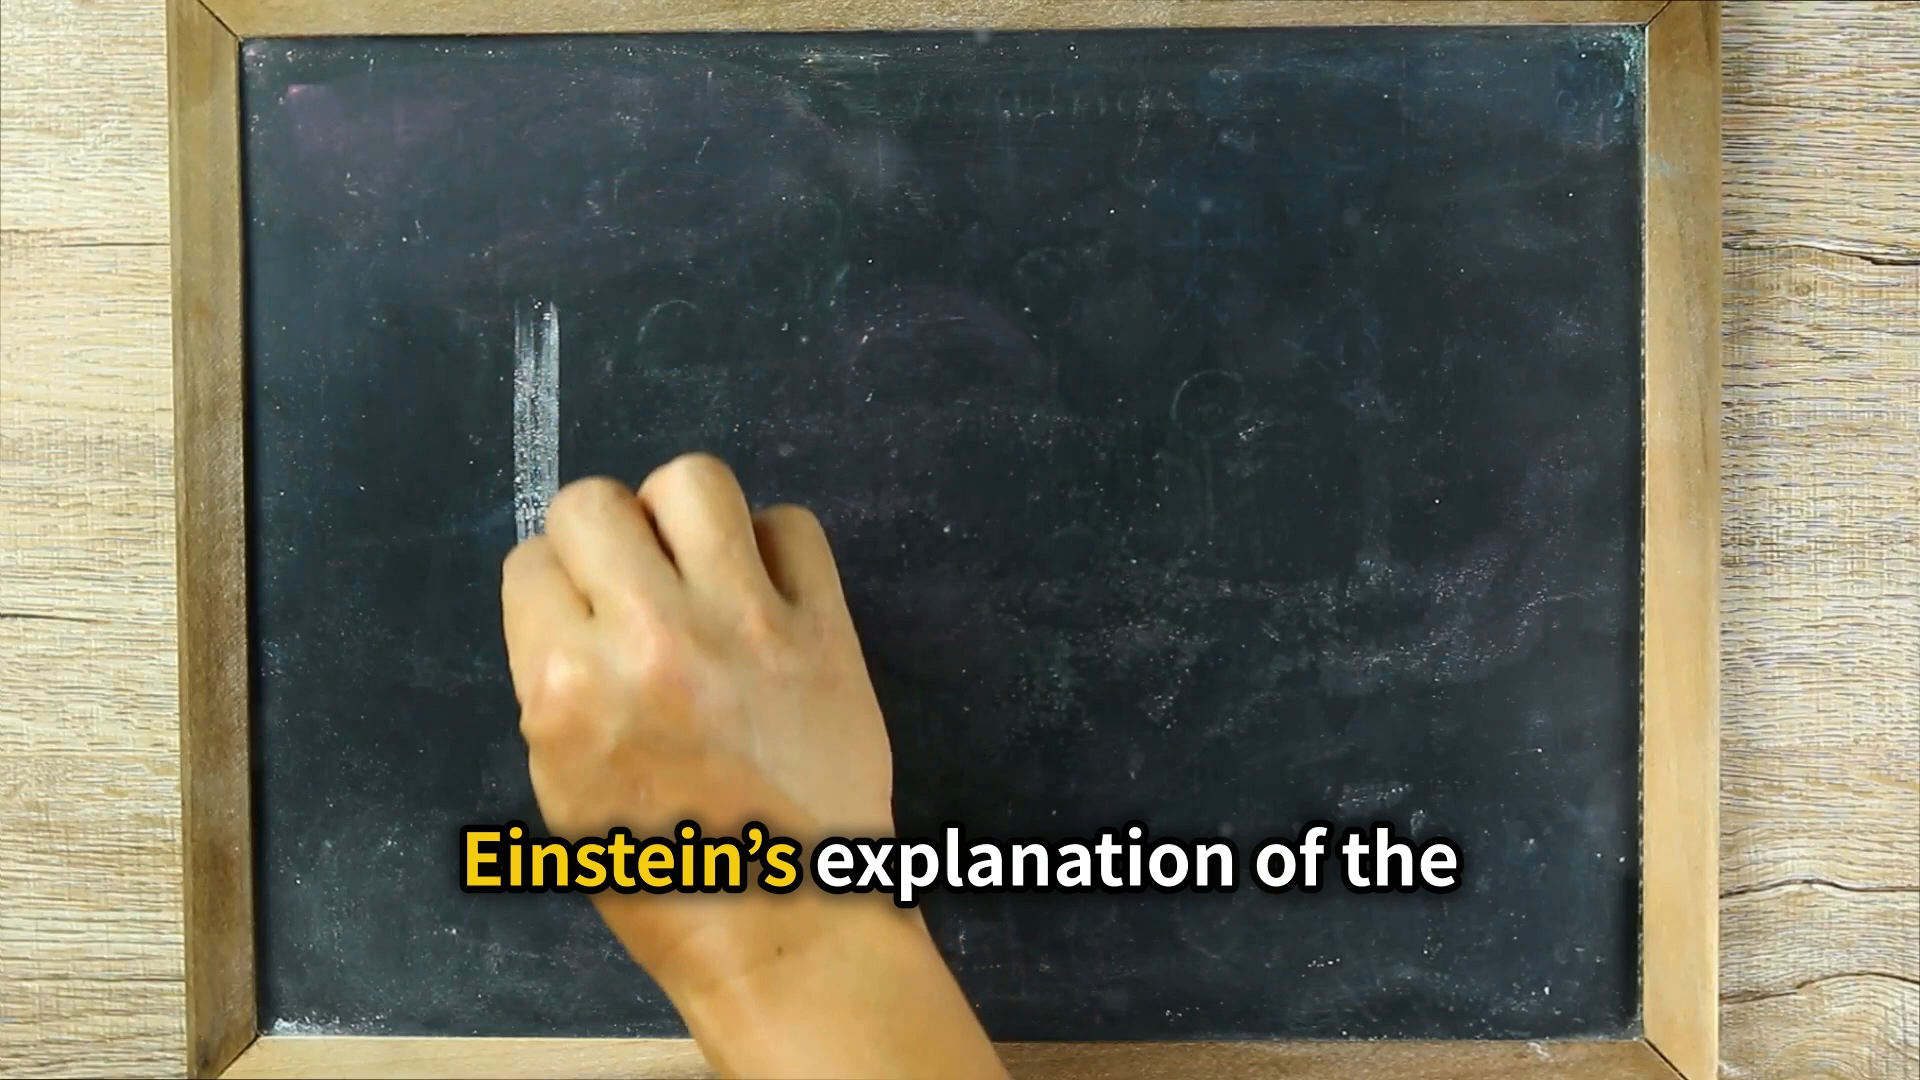 Einstein’s explanation of the